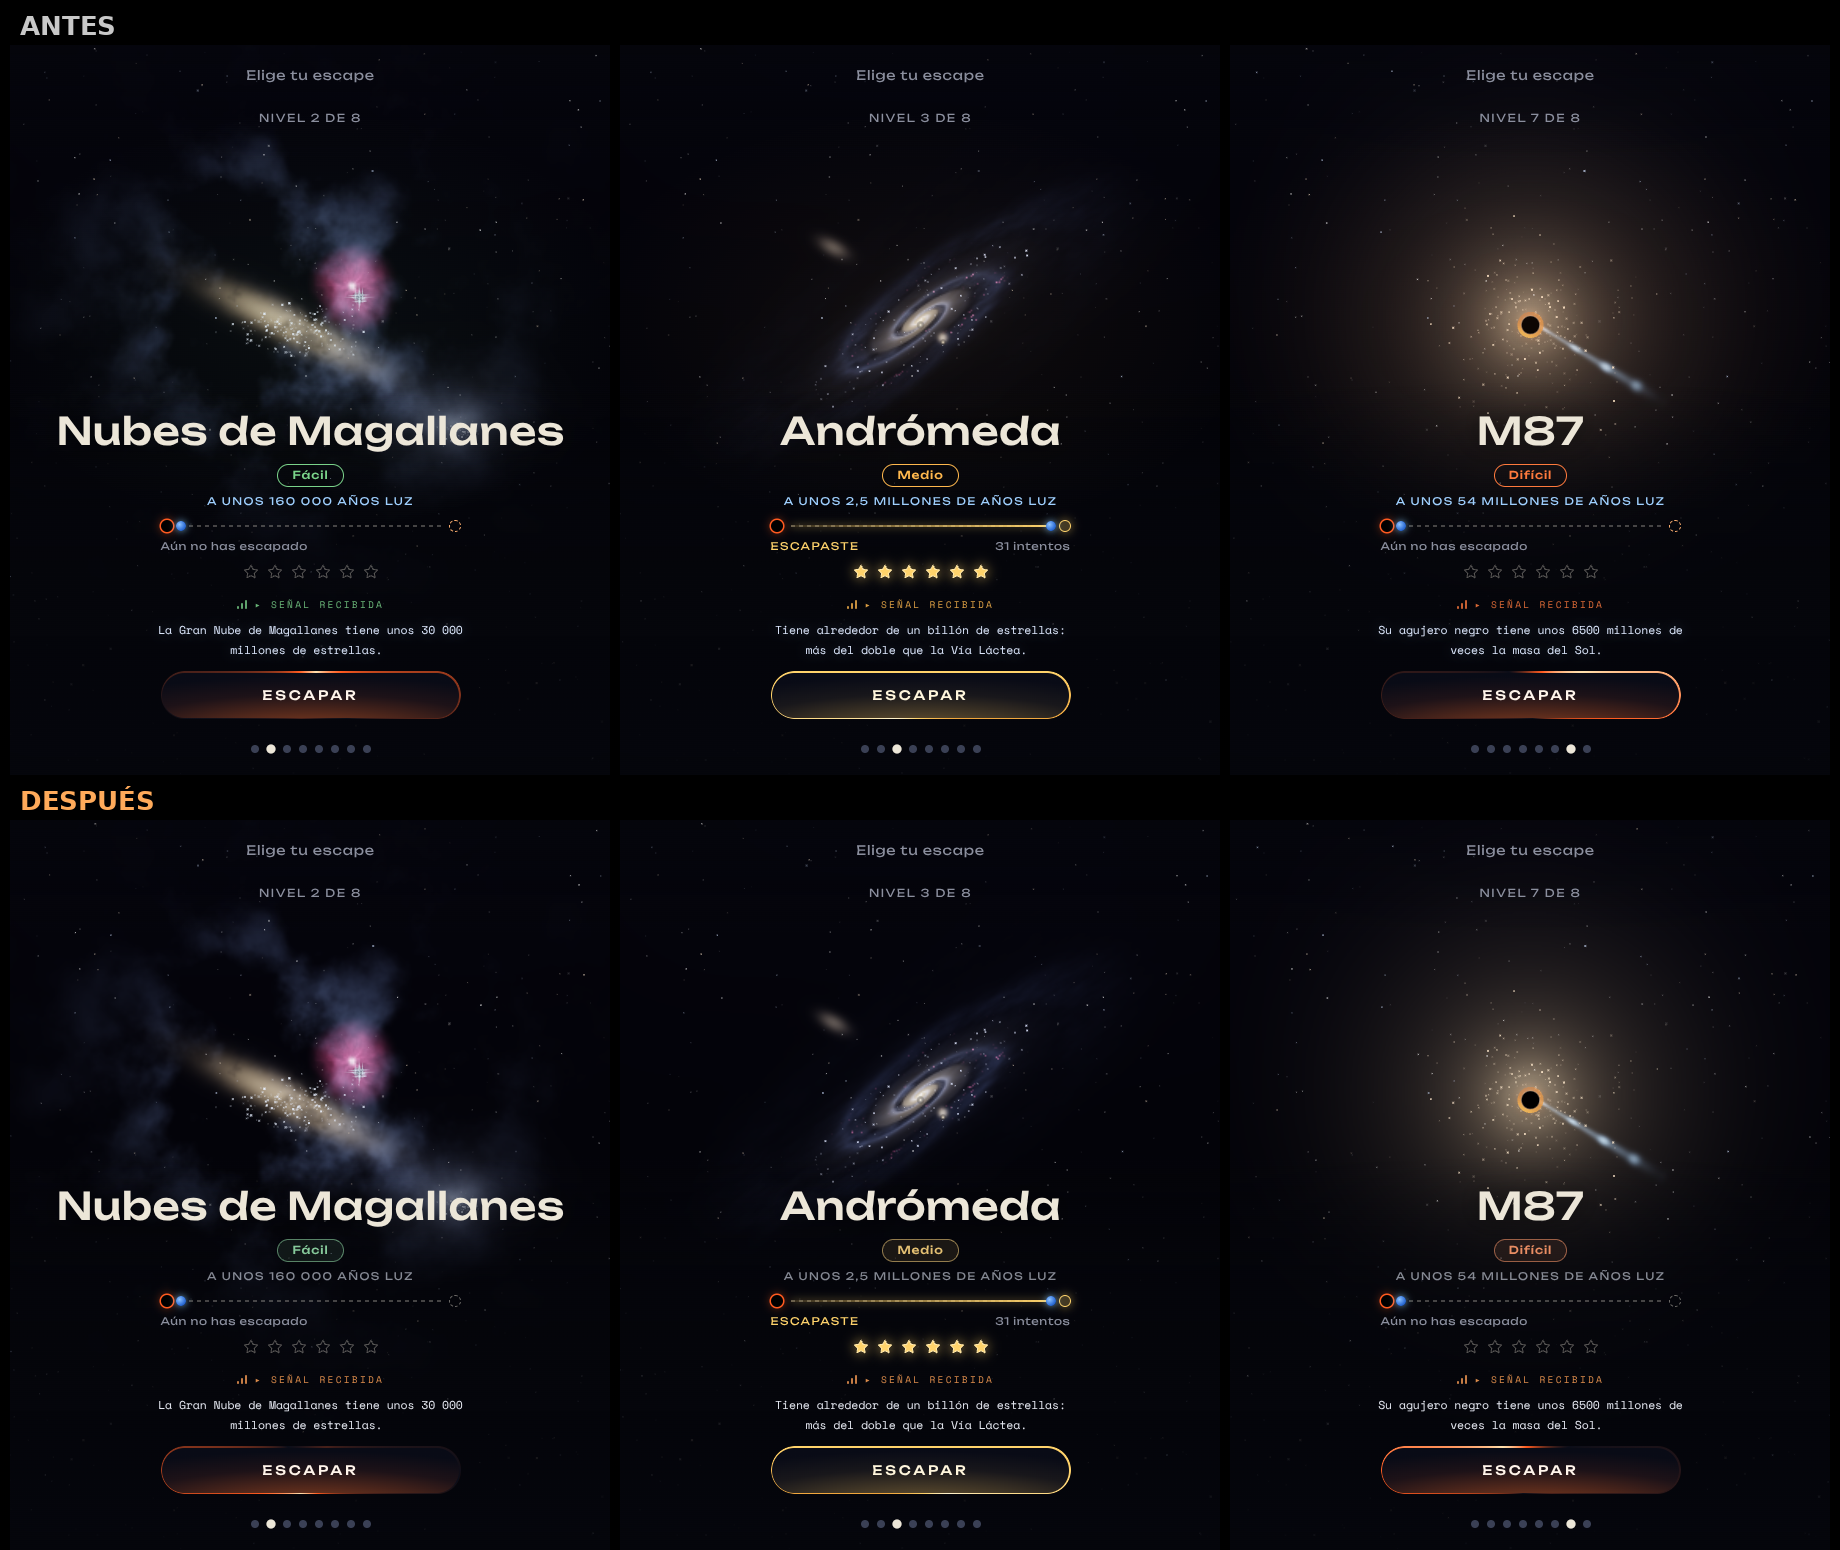 ANTES
Elige tu escape
NIVEL 2 DE 8
Nubes de Magallanes
Fácil
A UNOS 160 000 AÑOS LUZ
Aún no has escapado
▸ SEÑAL RECIBIDA
La Gran Nube de Magallanes tiene unos 30 000
millones de estrellas.
ESCAPAR
Elige tu escape
NIVEL 3 DE 8
Andrómeda
Medio
A UNOS 2,5 MILLONES DE AÑOS LUZ
ESCAPASTE 31 intentos
▸ SEÑAL RECIBIDA
Tiene alrededor de un billón de estrellas:
más del doble que la Vía Láctea.
ESCAPAR
Elige tu escape
NIVEL 7 DE 8
M87
Difícil
A UNOS 54 MILLONES DE AÑOS LUZ
Aún no has escapado
▸ SEÑAL RECIBIDA
Su agujero negro tiene unos 6500 millones de
veces la masa del Sol.
ESCAPAR
DESPUÉS
Elige tu escape
NIVEL 2 DE 8
Nubes de Magallanes
Fácil
A UNOS 160 000 AÑOS LUZ
Aún no has escapado
▸ SEÑAL RECIBIDA
La Gran Nube de Magallanes tiene unos 30 000
millones de estrellas.
ESCAPAR
Elige tu escape
NIVEL 3 DE 8
Andrómeda
Medio
A UNOS 2,5 MILLONES DE AÑOS LUZ
ESCAPASTE 31 intentos
▸ SEÑAL RECIBIDA
Tiene alrededor de un billón de estrellas:
más del doble que la Vía Láctea.
ESCAPAR
Elige tu escape
NIVEL 7 DE 8
M87
Difícil
A UNOS 54 MILLONES DE AÑOS LUZ
Aún no has escapado
▸ SEÑAL RECIBIDA
Su agujero negro tiene unos 6500 millones de
veces la masa del Sol.
ESCAPAR